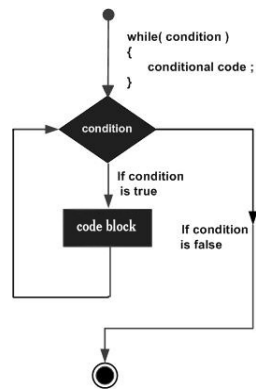 while( condition )
{
conditional code ;
}
condition
If condition
is true
code block
If condition
is false